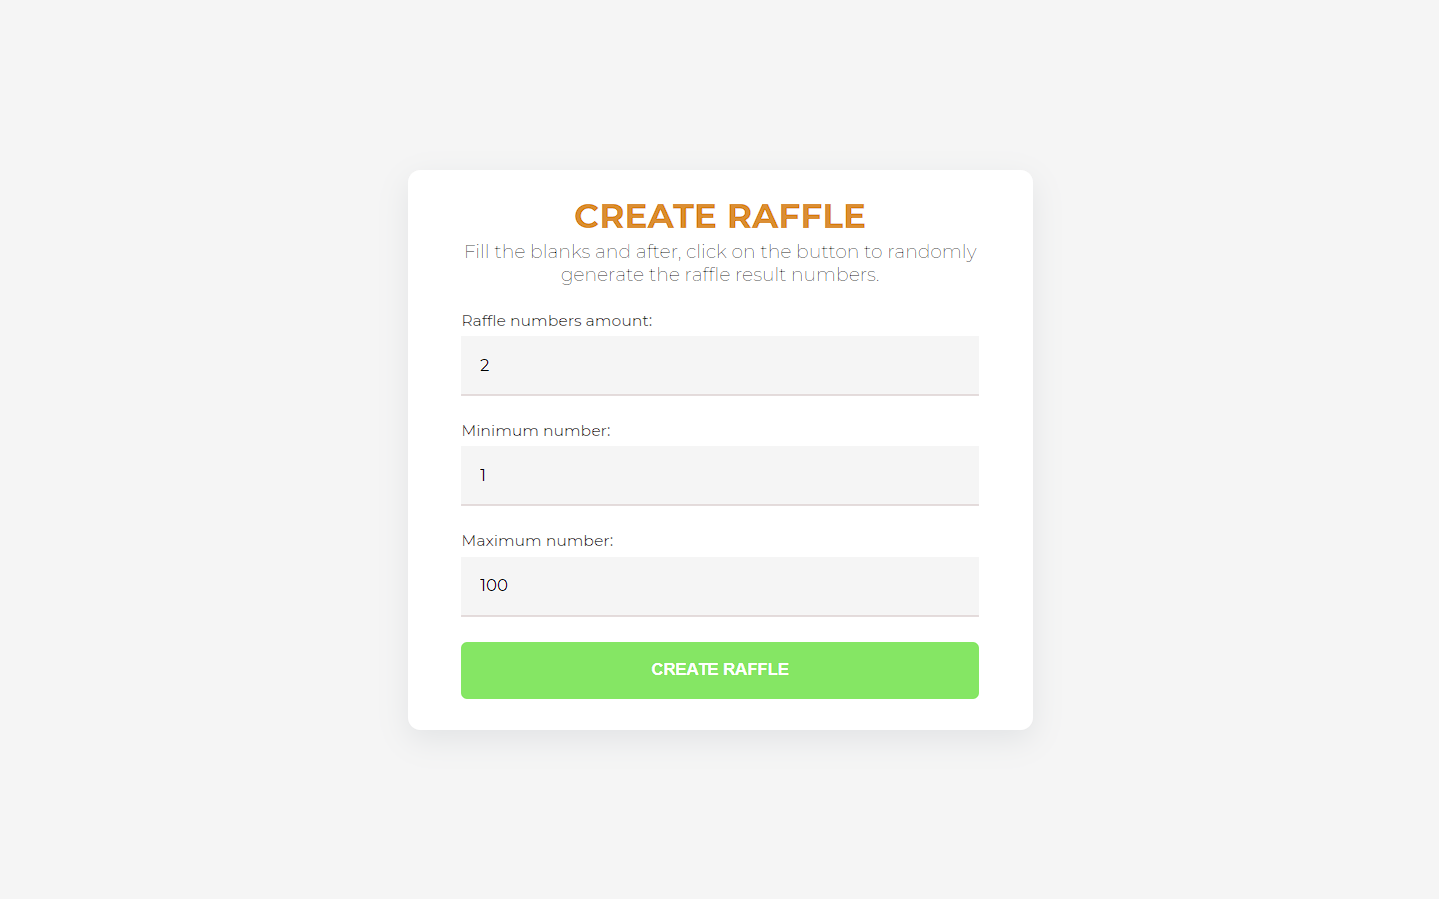 CREATE RAFFLE
Fill the blanks and after, click on the button to randomly
generate the raffle result numbers.
Raffle numbers amount:
2
Minimum number:
1
Maximum number:
100
CREATE RAFFLE